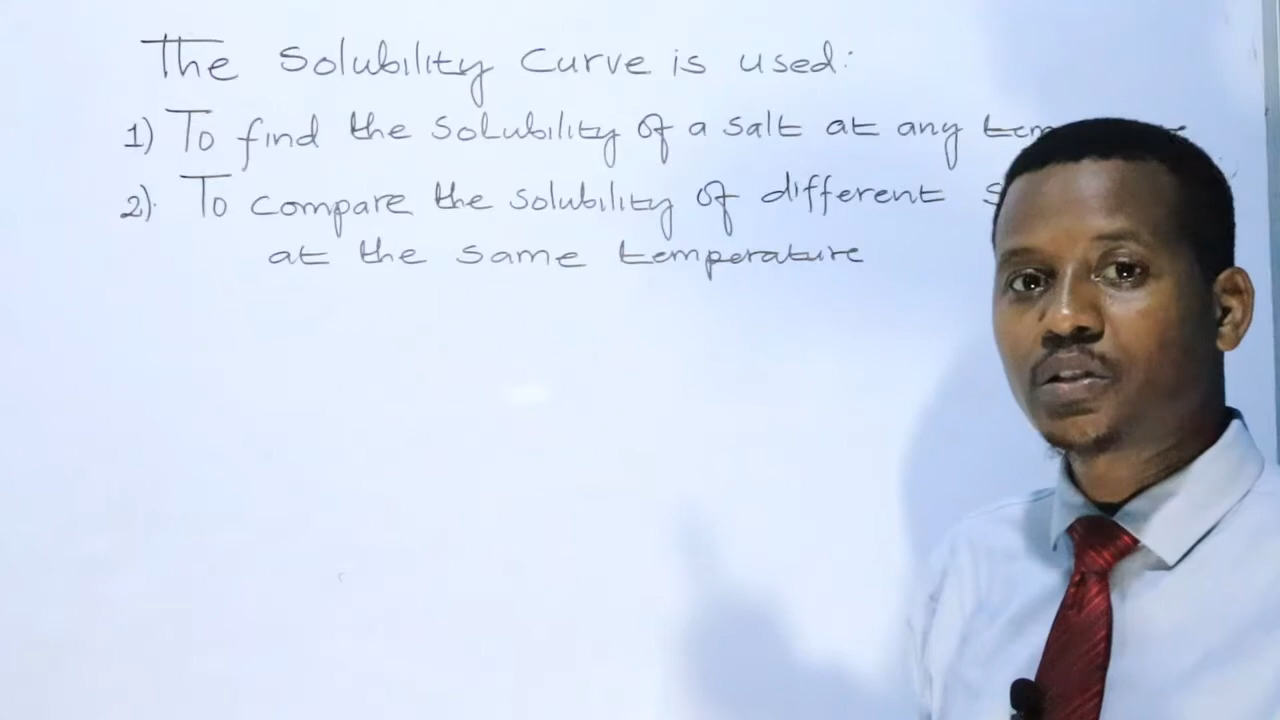 The Solubility Curve is used:
1) To find the solubility of a salt at any
2). To compare the solubility of different
at the same temperature